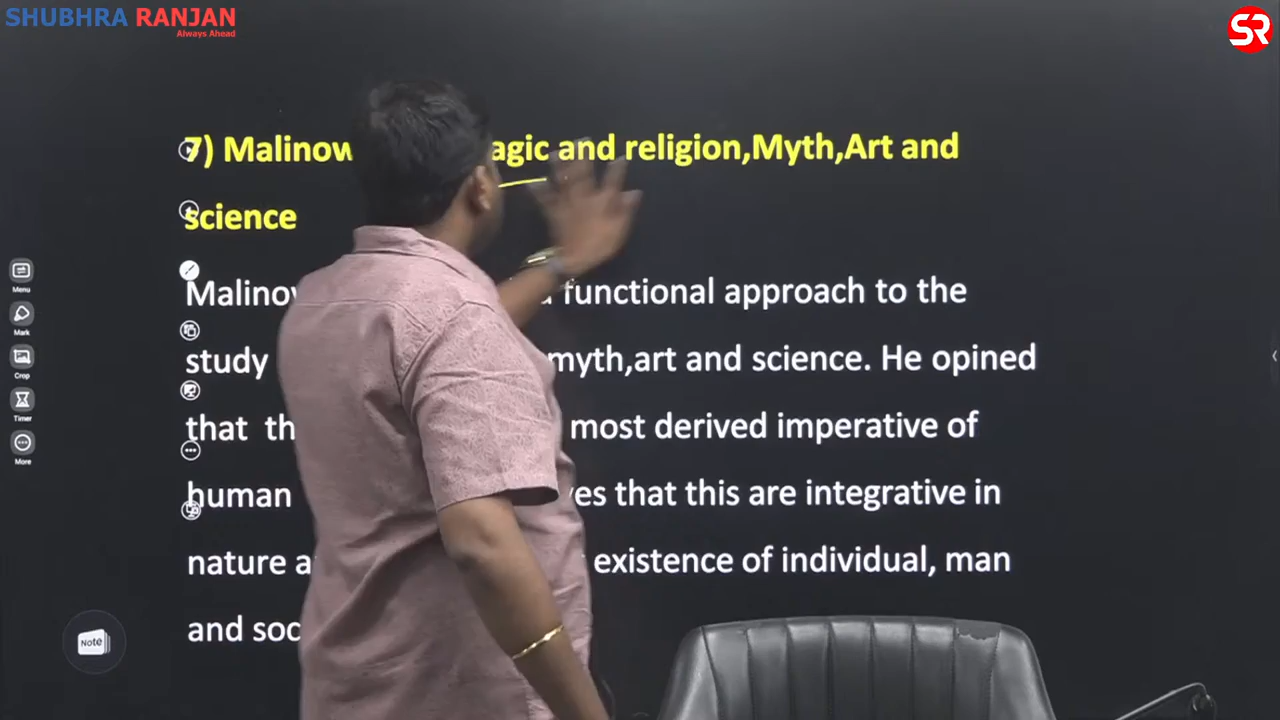 SHUBHRA RANJAN
Always Ahead
SR
7) Malinow agic and religion,Myth,Art and
science
Malino functional approach to the
study myth,art and science. He opined
that th most derived imperative of
human es that this are integrative in
nature a existence of individual, man
and soc
Menu
Mark
Crop
Timer
More
Note